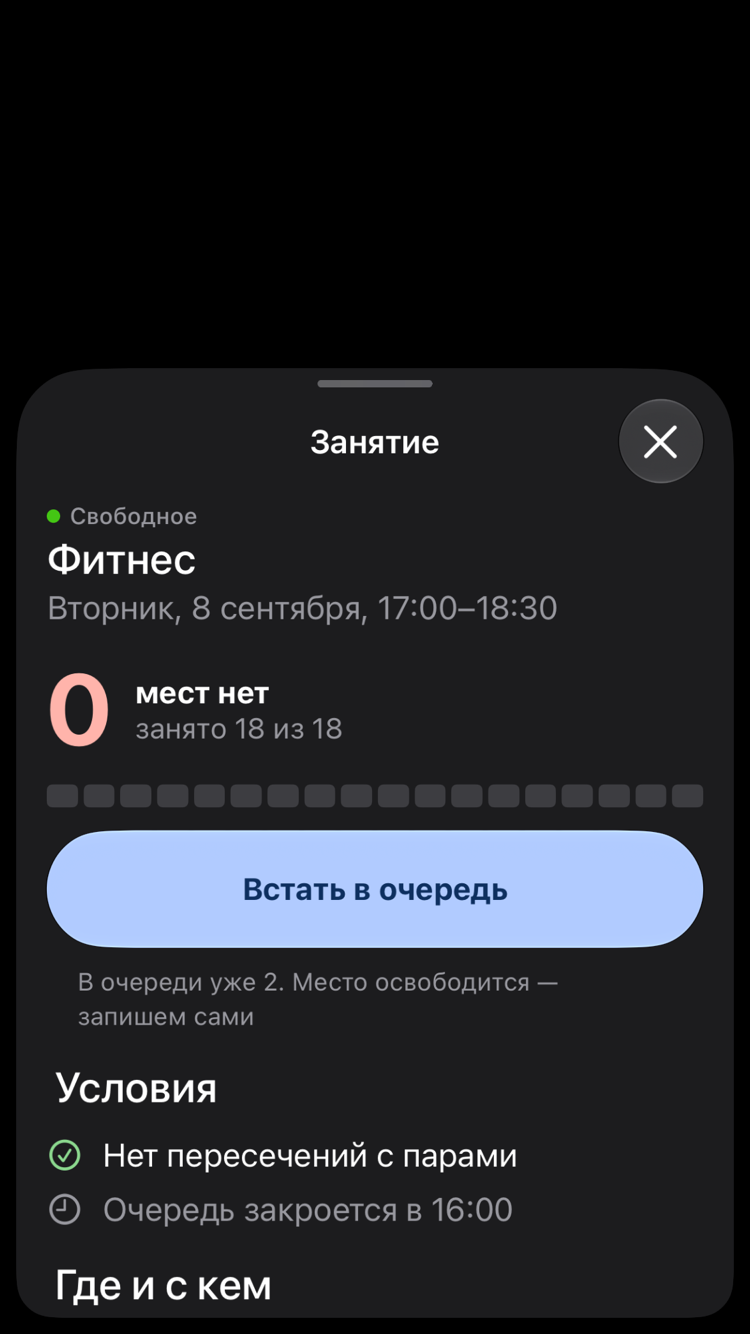 Занятие
Свободное
Фитнес
Вторник, 8 сентября, 17:00–18:30
0
мест нет
занято 18 из 18
Встать в очередь
В очереди уже 2. Место освободится —
запишем сами
Условия
Нет пересечений с парами
Очередь закроется в 16:00
Где и с кем